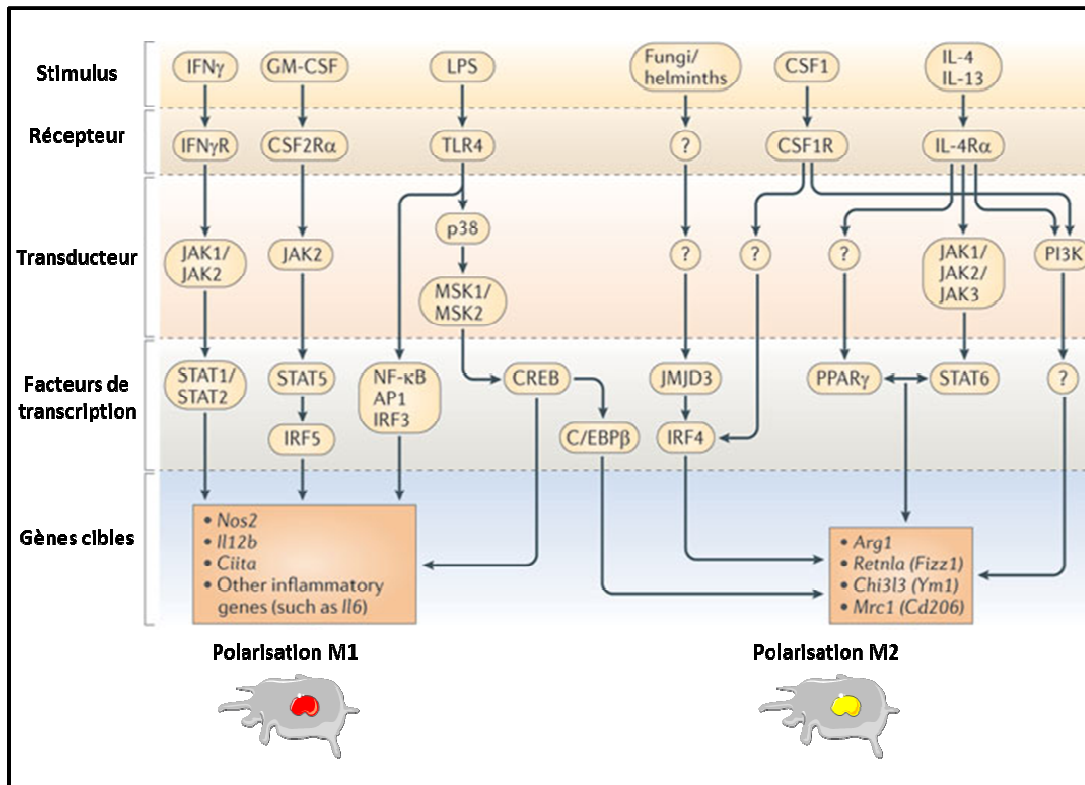 Stimulus
IFNγ
GM-CSF
LPS
Fungi/
helminths
CSF1
IL-4
IL-13
Récepteur
IFNγR
CSF2Rα
TLR4
?
CSF1R
IL-4Rα
Transducteur
JAK1/
JAK2
JAK2
p38
MSK1/
MSK2
?
?
?
JAK1/
JAK2/
JAK3
PI3K
Facteurs de
transcription
STAT1/
STAT2
STAT5
IRF5
NF-κB
AP1
IRF3
CREB
C/EBPβ
JMJD3
IRF4
PPARγ
STAT6
?
Gènes cibles
• Nos2
• Il12b
• Ciita
• Other inflammatory
genes (such as Il6)
• Arg1
• Retnla (Fizz1)
• Chi3l3 (Ym1)
• Mrc1 (Cd206)
Polarisation M1
Polarisation M2